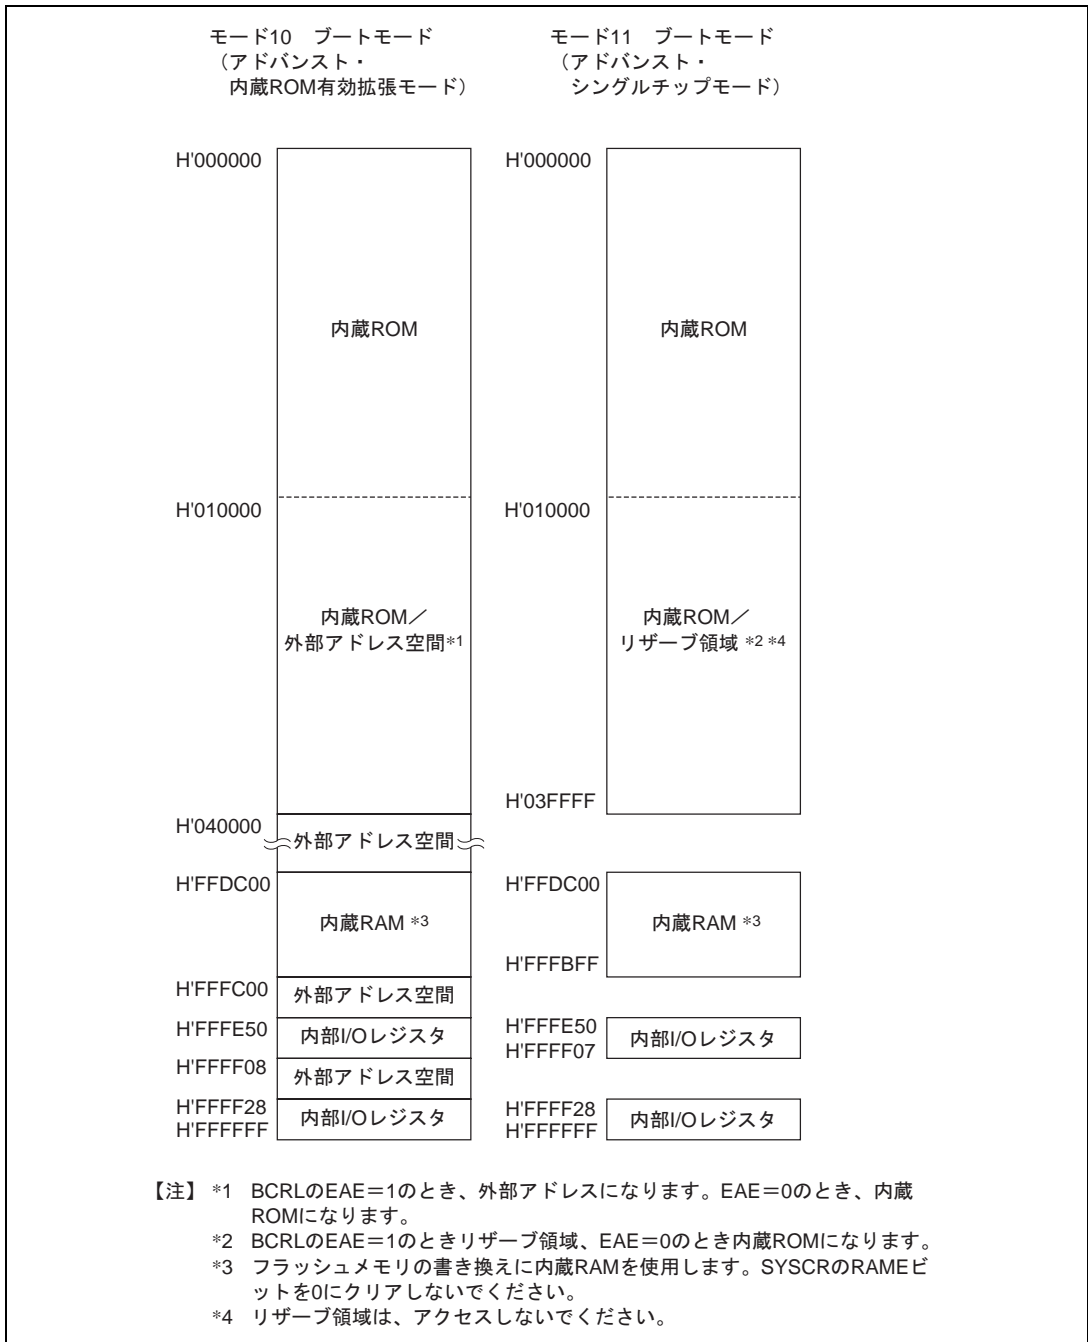 モード10 ブートモード
（アドバンスト・
内蔵ROM有効拡張モード）
H'000000
内蔵ROM
H'010000
内蔵ROM／
外部アドレス空間*1
H'040000
外部アドレス空間
H'FFDC00
内蔵RAM *3
H'FFFC00
外部アドレス空間
H'FFFE50
内部I/Oレジスタ
H'FFFF08
外部アドレス空間
H'FFFF28
内部I/Oレジスタ
H'FFFFFF
モード11 ブートモード
（アドバンスト・
シングルチップモード）
H'000000
内蔵ROM
H'010000
内蔵ROM／
リザーブ領域 *2 *4
H'03FFFF
H'FFDC00
内蔵RAM *3
H'FFFBFF
H'FFFE50
内部I/Oレジスタ
H'FFFF07
H'FFFF28
内部I/Oレジスタ
H'FFFFFF
【注】 *1 BCRLのEAE＝1のとき、外部アドレスになります。EAE＝0のとき、内蔵
ROMになります。
*2 BCRLのEAE＝1のときリザーブ領域、EAE＝0のとき内蔵ROMになります。
*3 フラッシュメモリの書き換えに内蔵RAMを使用します。SYSCRのRAMEビ
ットを0にクリアしないでください。
*4 リザーブ領域は、アクセスしないでください。